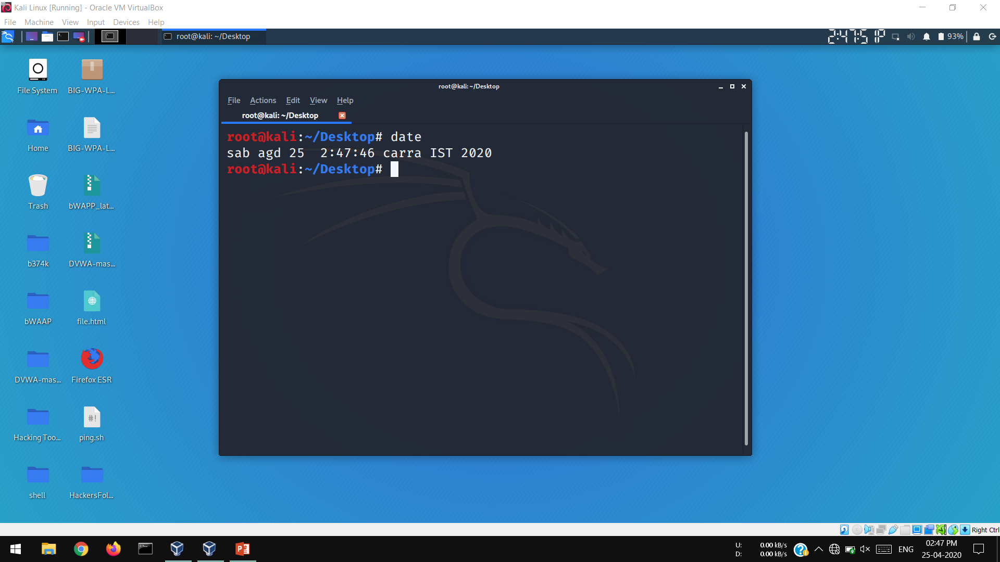 Kali Linux [Running] - Oracle VM VirtualBox
File Machine View Input Devices Help
root@kali: ~/Desktop
93%
File System
BIG-WPA-L...
Home
BIG-WPA-L...
Trash
bWAPP_lat...
b374k
DVWA-mas...
bWAAP
file.html
DVWA-mas...
Firefox ESR
Hacking Too...
#!
ping.sh
shell
HackersFol...
root@kali: ~/Desktop
File Actions Edit View Help
root@kali: ~/Desktop
root@kali:~/Desktop# date
sab agd 25  2:47:46 carra IST 2020
root@kali:~/Desktop#
Right Ctrl
U: 0.00 kB/s
D: 0.00 kB/s
ENG
02:47 PM
25-04-2020